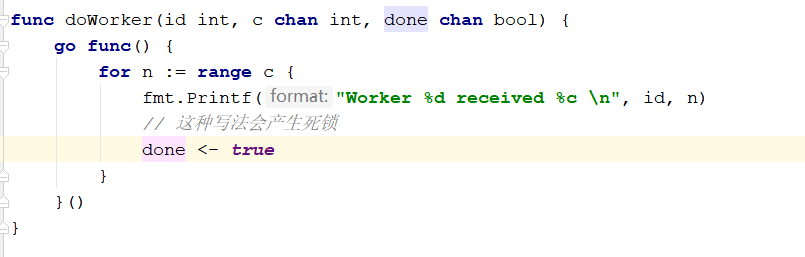 func doWorker(id int, c chan int, done chan bool) {
    go func() {
        for n := range c {
            fmt.Printf( format: "Worker %d received %c \n", id, n)
            // 这种写法会产生死锁
            done <- true
        }
    }()
}